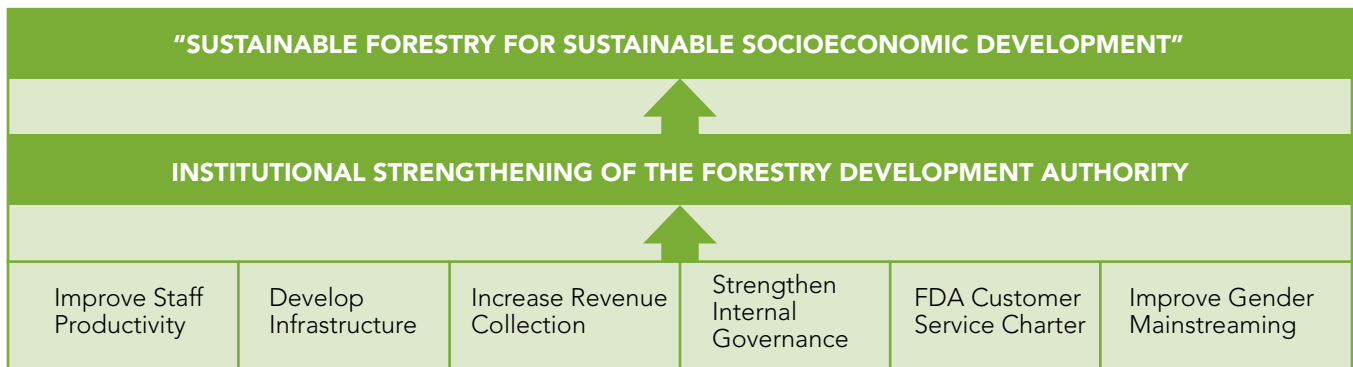 ”SUSTAINABLE FORESTRY FOR SUSTAINABLE SOCIOECONOMIC DEVELOPMENT”
INSTITUTIONAL STRENGTHENING OF THE FORESTRY DEVELOPMENT AUTHORITY
Improve Staff
Productivity
Develop
Infrastructure
Increase Revenue
Collection
Strengthen
Internal
Governance
FDA Customer
Service Charter
Improve Gender
Mainstreaming